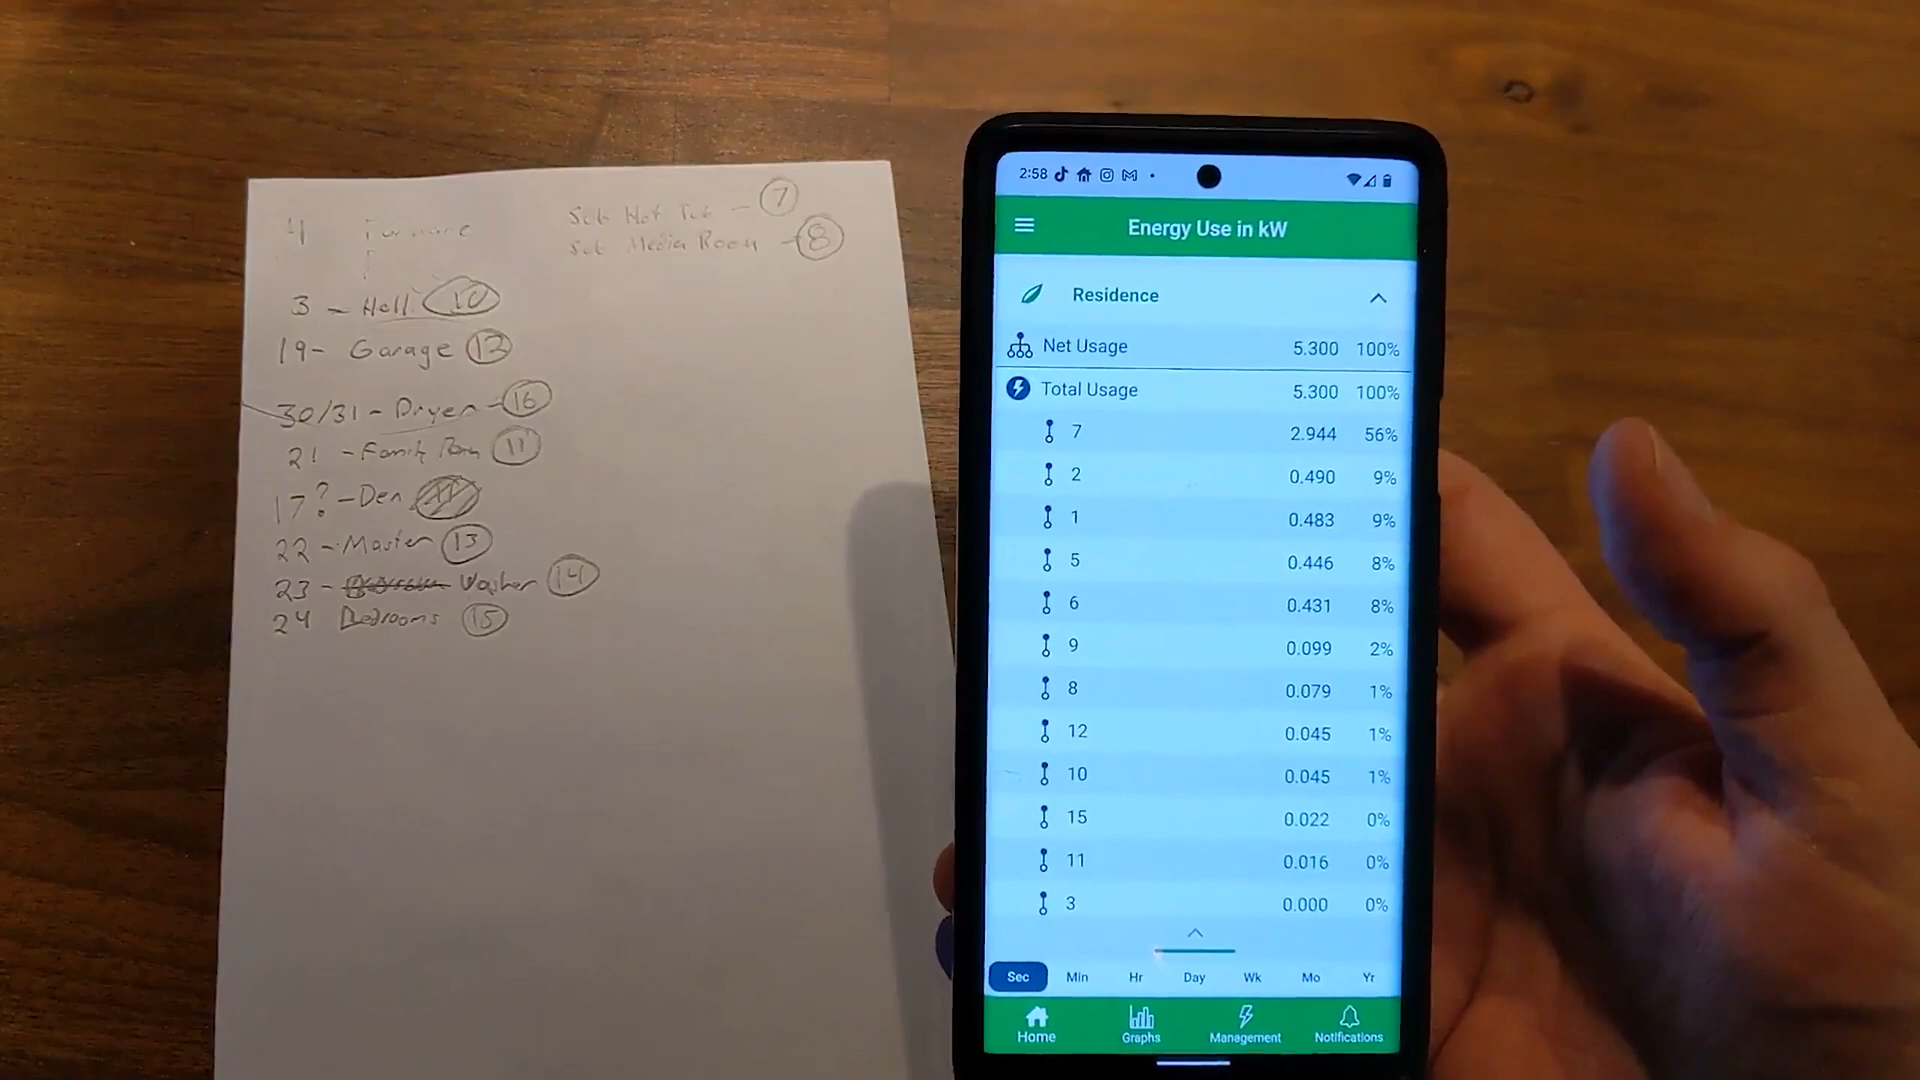 4 Furnace
Sub Hot Tub - 7
Sub Media Room - 8
3 - Hall 10
19 - Garage 12
30/31 - Dryer - 16
21 - Family Rm 11
17? - Den
22 - Master 13
23 - Washer 14
24 Bedrooms 15
2:58
Energy Use in kW
Residence
Net Usage 5.300 100%
Total Usage 5.300 100%
7 2.944 56%
2 0.490 9%
1 0.483 9%
5 0.446 8%
6 0.431 8%
9 0.099 2%
8 0.079 1%
12 0.045 1%
10 0.045 1%
15 0.022 0%
11 0.016 0%
3 0.000 0%
Sec Min Hr Day Wk Mo Yr
Home Graphs Management Notifications